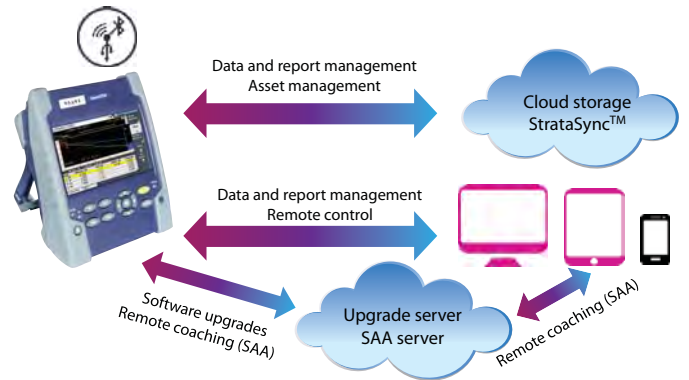 Data and report management
Asset management
Cloud storage
StrataSync™
Data and report management
Remote control
Software upgrades
Remote coaching (SAA)
Upgrade server
SAA server
Remote coaching (SAA)